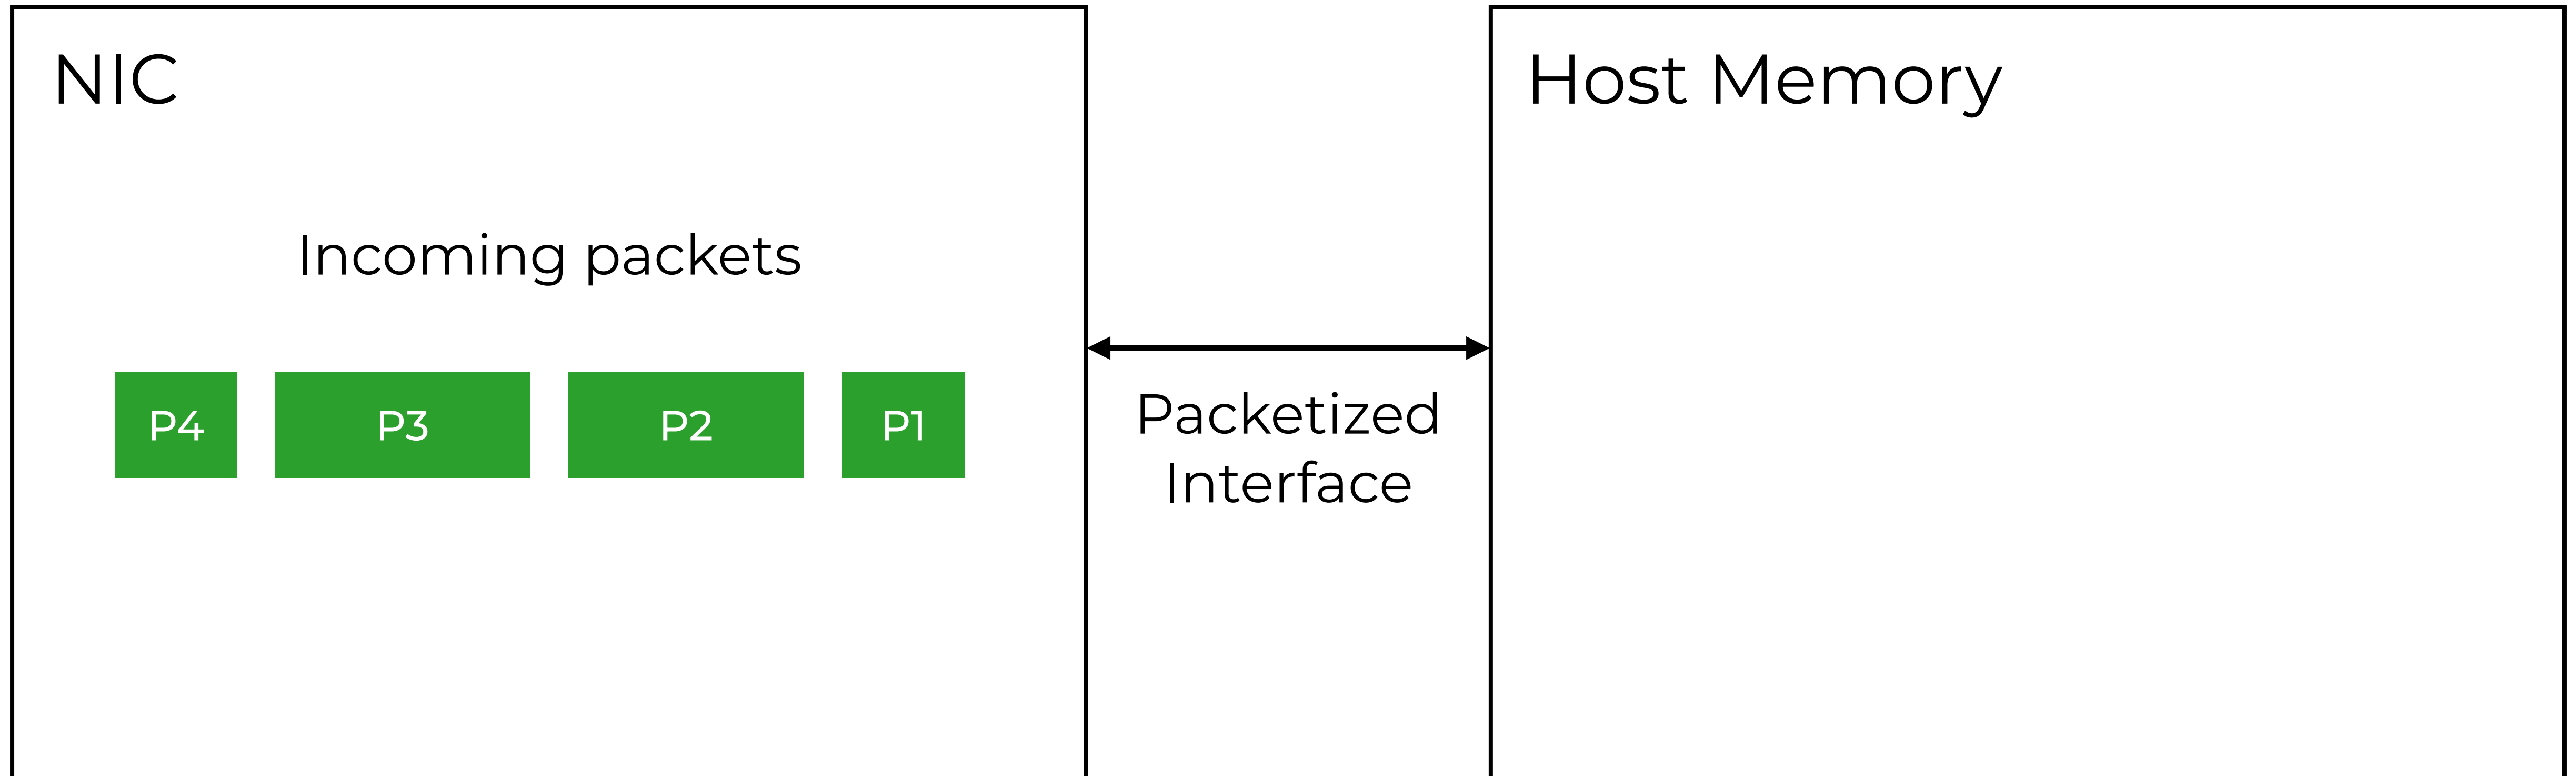 NIC
Host Memory
Incoming packets
P4 P3 P2 P1
Packetized
Interface